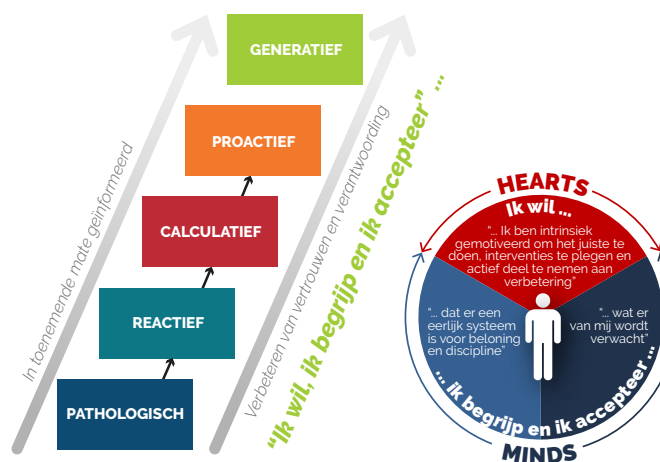 GENERATIEF
PROACTIEF
CALCULATIEF
REACTIEF
PATHOLOGISCH
In toenemende mate geïnformeerd
Verbeteren van vertrouwen en verantwoording
“Ik wil, ik begrijp en ik accepteer” ...
HEARTS
Ik wil ...
“... Ik ben intrinsiek
gemotiveerd om het juiste te
doen, interventies te plegen en
actief deel te nemen aan
verbetering”
“... dat er een
eerlijk systeem
is voor beloning
en discipline”
“... wat er
van mij wordt
verwacht”
... ik begrijp en ik accepteer ...
MINDS